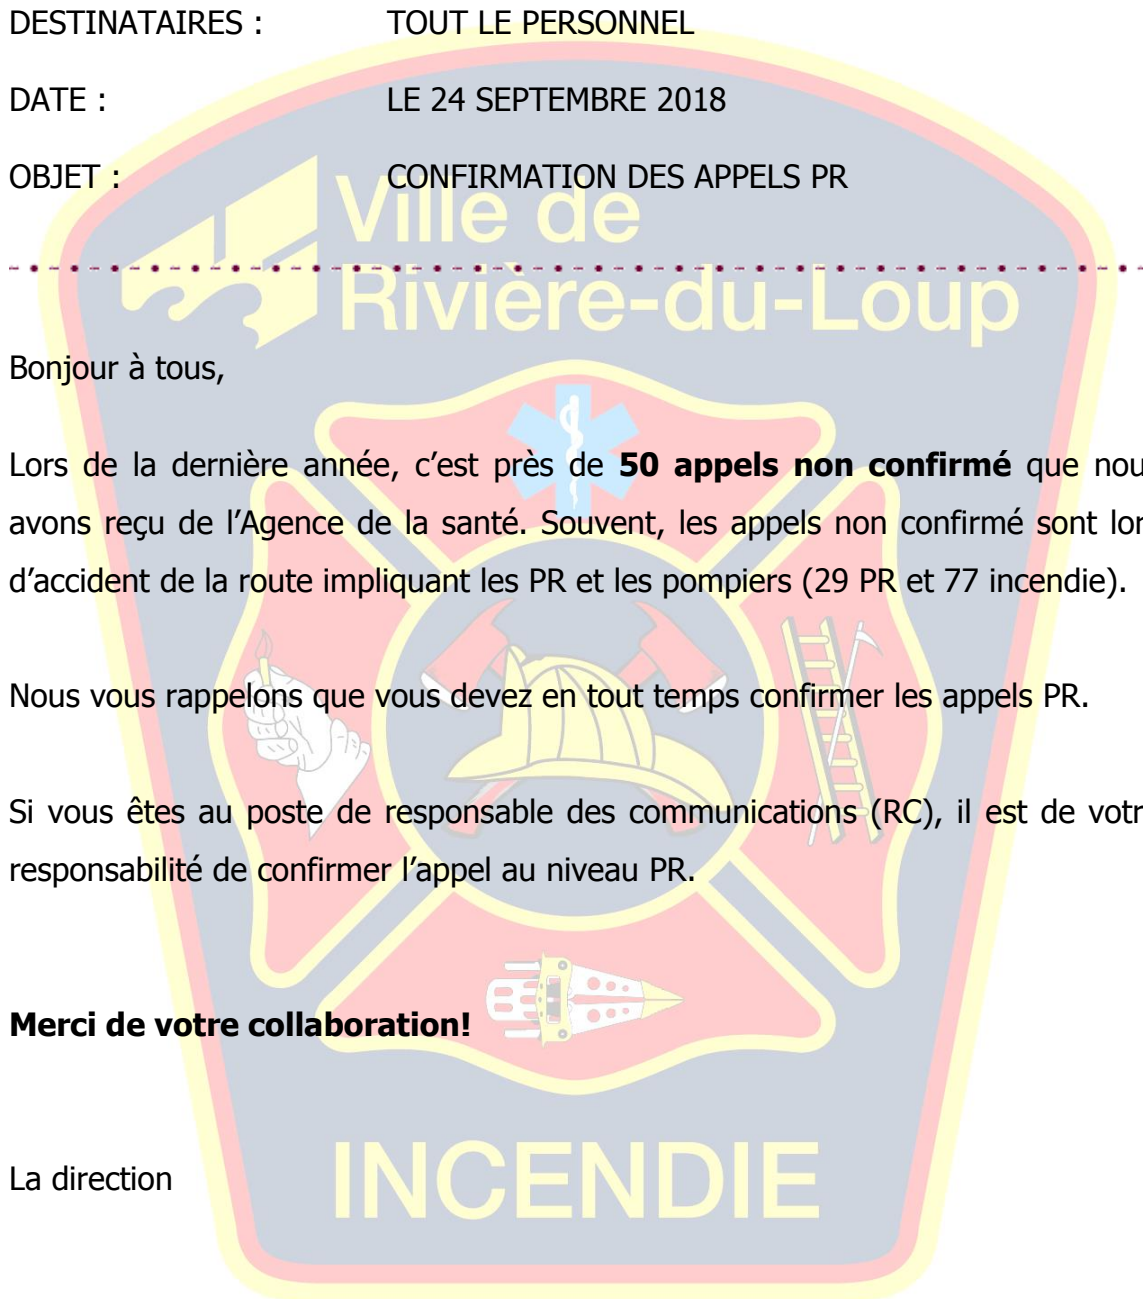 DESTINATAIRES : TOUT LE PERSONNEL
DATE : LE 24 SEPTEMBRE 2018
OBJET : CONFIRMATION DES APPELS PR
Ville de
Rivière-du-Loup
Bonjour à tous,
Lors de la dernière année, c’est près de 50 appels non confirmé que nou
avons reçu de l’Agence de la santé. Souvent, les appels non confirmé sont lor
d’accident de la route impliquant les PR et les pompiers (29 PR et 77 incendie).
Nous vous rappelons que vous devez en tout temps confirmer les appels PR.
Si vous êtes au poste de responsable des communications (RC), il est de votr
responsabilité de confirmer l’appel au niveau PR.
Merci de votre collaboration!
La direction
INCENDIE